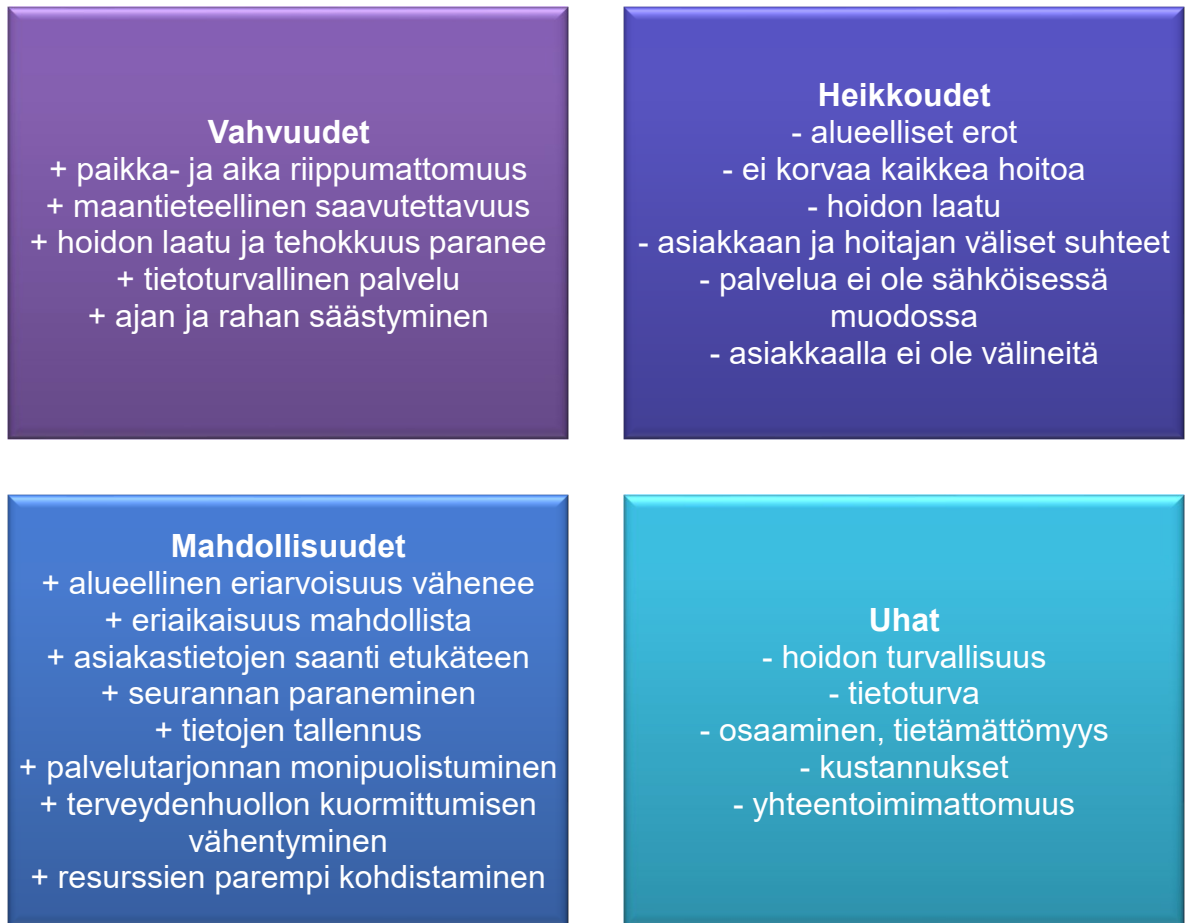 Vahvuudet
+ paikka- ja aika riippumattomuus
+ maantieteellinen saavutettavuus
+ hoidon laatu ja tehokkuus paranee
+ tietoturvallinen palvelu
+ ajan ja rahan säästyminen
Heikkoudet
- alueelliset erot
- ei korvaa kaikkea hoitoa
- hoidon laatu
- asiakkaan ja hoitajan väliset suhteet
- palvelua ei ole sähköisessä
muodossa
- asiakkaalla ei ole välineitä
Mahdollisuudet
+ alueellinen eriarvoisuus vähenee
+ eriaikaisuus mahdollista
+ asiakastietojen saanti etukäteen
+ seurannan paraneminen
+ tietojen tallennus
+ palvelutarjonnan monipuolistuminen
+ terveydenhuollon kuormittumisen
vähentyminen
+ resurssien parempi kohdistaminen
Uhat
- hoidon turvallisuus
- tietoturva
- osaaminen, tietämättömyys
- kustannukset
- yhteentoimimattomuus